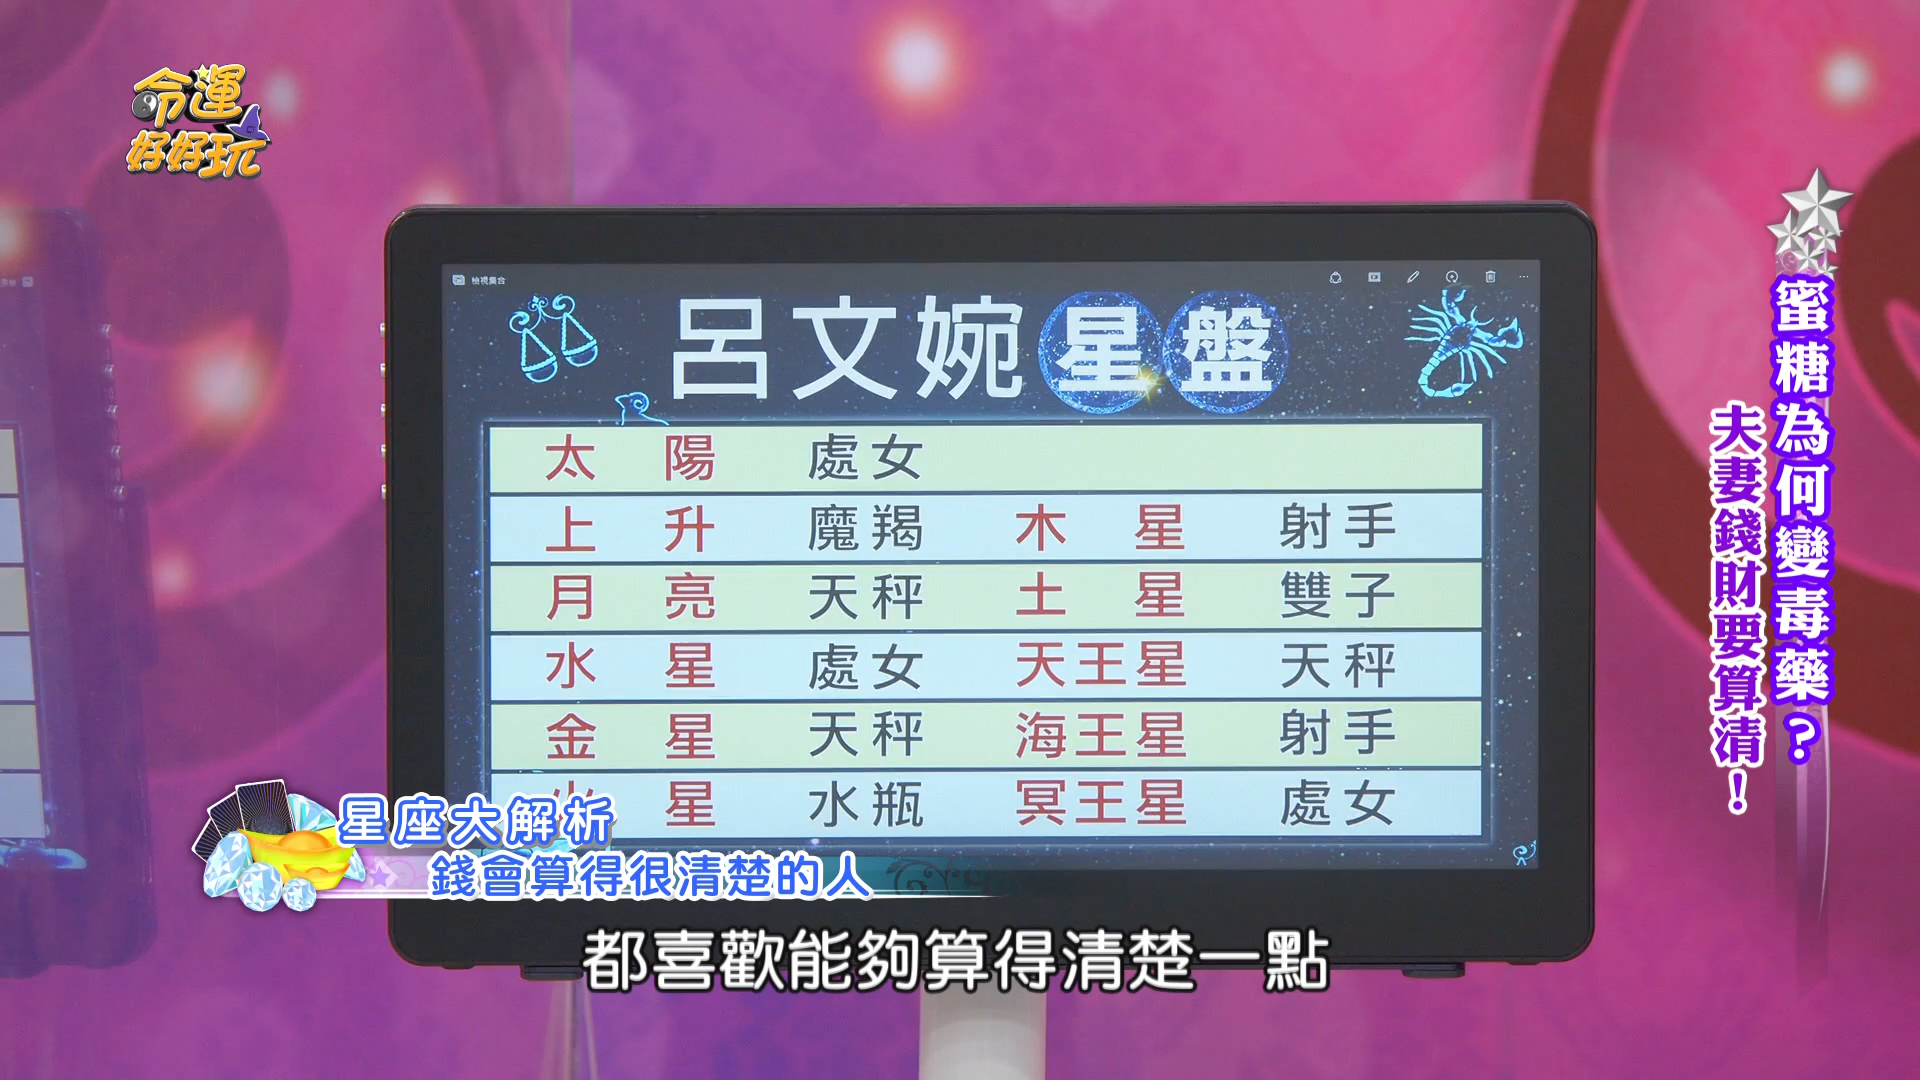 命運
好好玩
檢視集合
呂文婉星盤
太陽 處女
上升 魔羯 木星 射手
月亮 天秤 土星 雙子
水星 處女 天王星 天秤
金星 天秤 海王星 射手
火星 水瓶 冥王星 處女
蜜糖為何變毒藥?
夫妻錢財要算清!
星座大解析
錢會算得很清楚的人
都喜歡能夠算得清楚一點